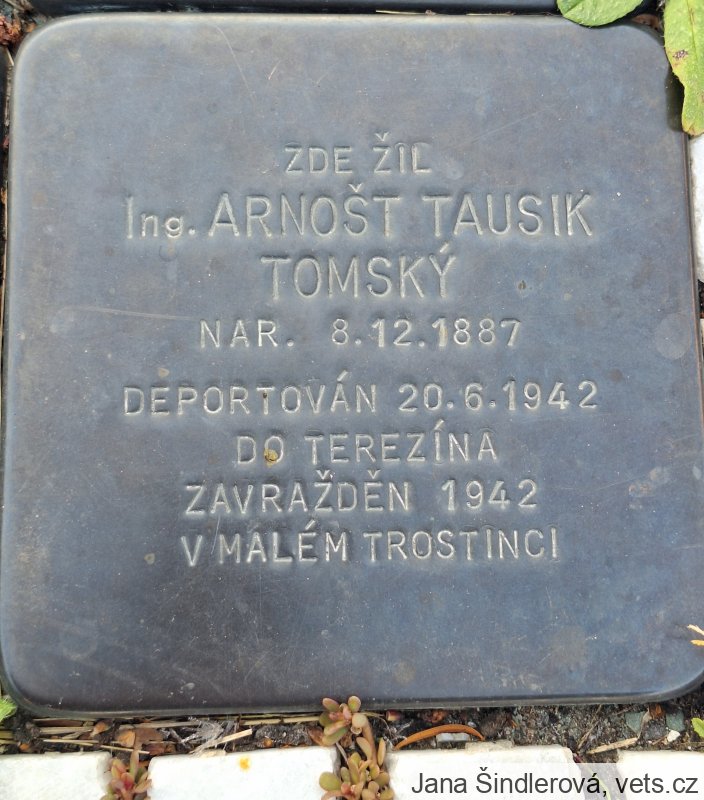 ZDE ŽIL
Ing. ARNOŠT TAUSIK
TOMSKÝ
NAR. 8.12.1887
DEPORTOVÁN 20.6.1942
DO TEREZÍNA
ZAVRAŽDĚN 1942
V MALÉM TROSTINCI
Jana Šindlerová, vets.cz